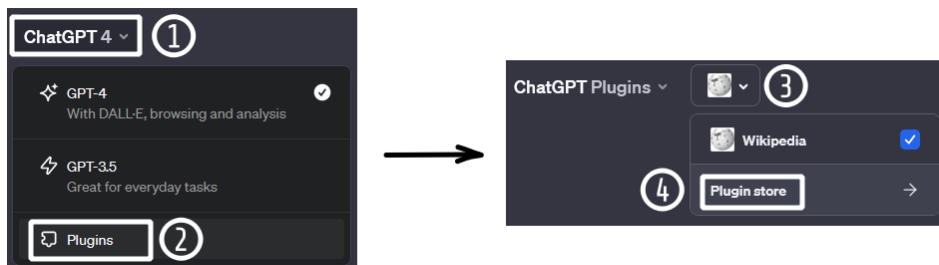 ChatGPT 4
1
GPT-4
With DALL·E, browsing and analysis
GPT-3.5
Great for everyday tasks
Plugins
2
ChatGPT Plugins
3
Wikipedia
4
Plugin store